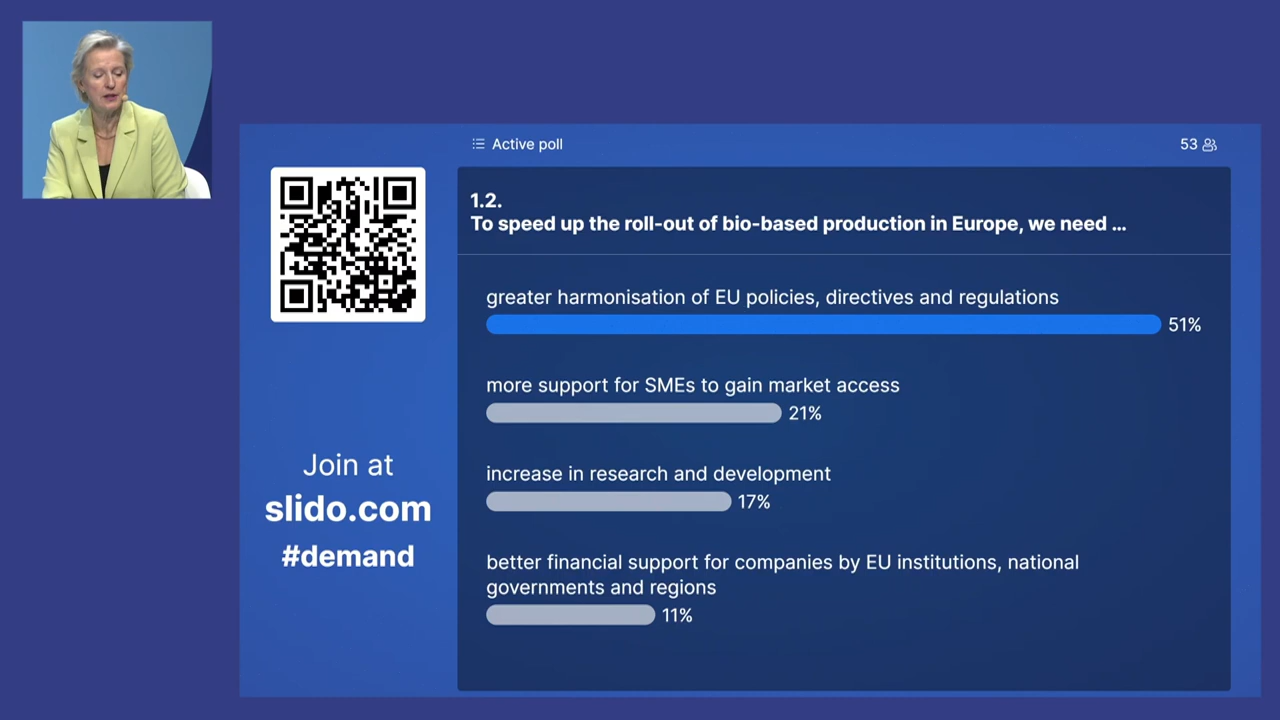 Active poll
53
1.2.
To speed up the roll-out of bio-based production in Europe, we need ...
greater harmonisation of EU policies, directives and regulations
51%
more support for SMEs to gain market access
21%
increase in research and development
17%
better financial support for companies by EU institutions, national
governments and regions
11%
Join at
slido.com
#demand